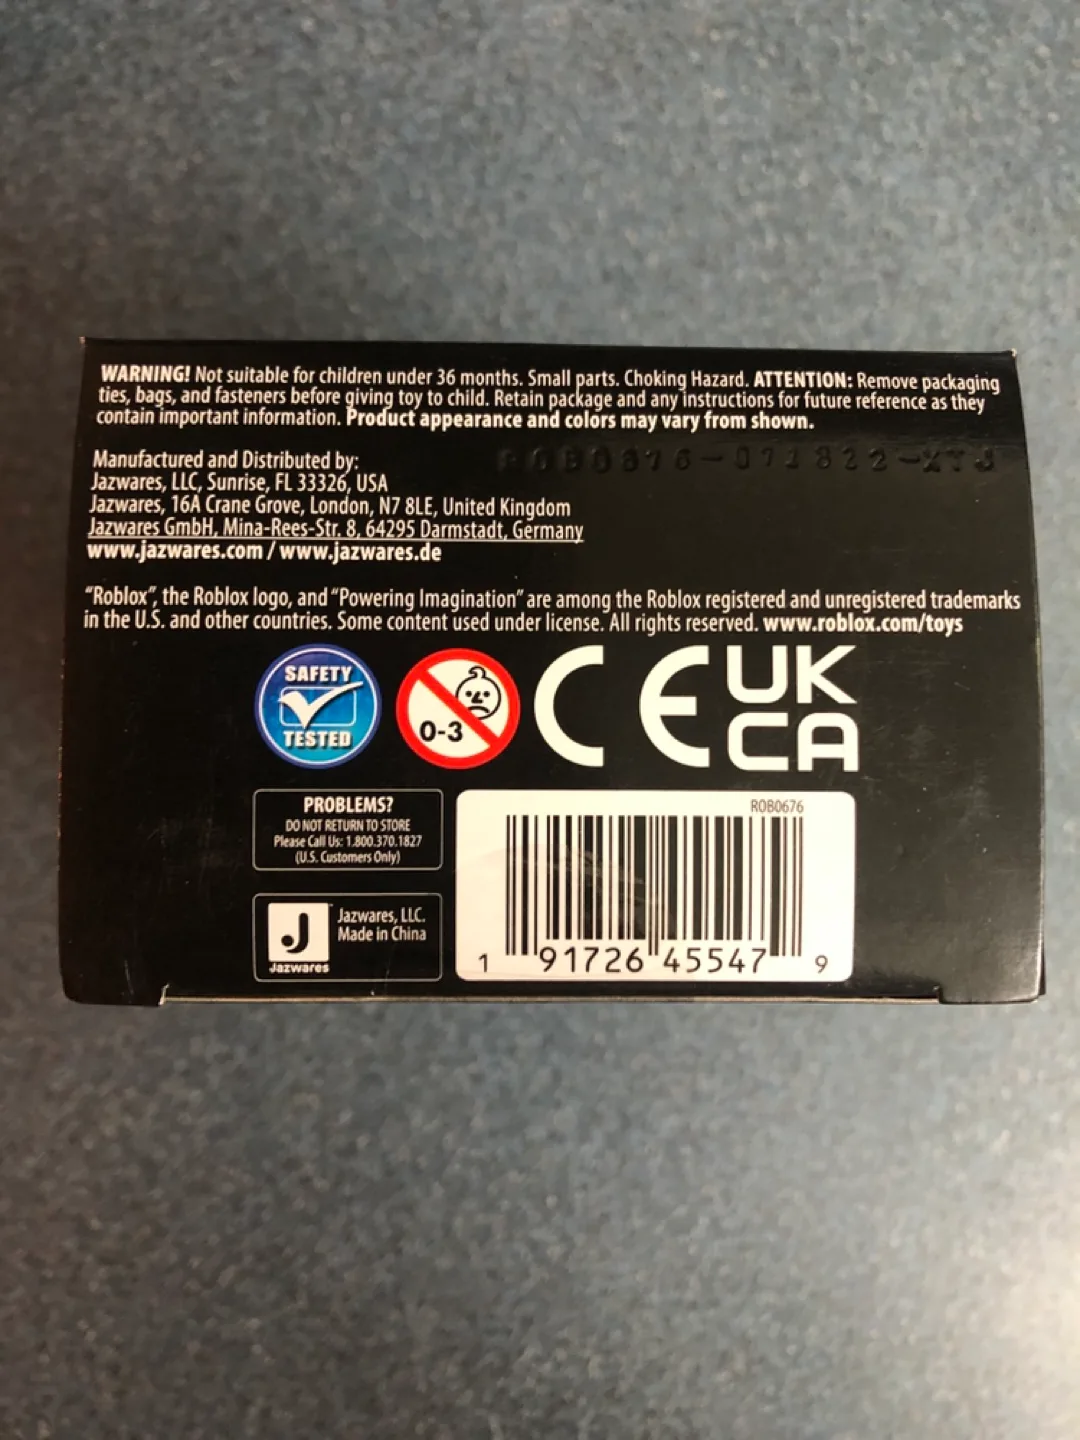 WARNING! Not suitable for children under 36 months. Small parts. Choking Hazard. ATTENTION: Remove packaging
ties, bags, and fasteners before giving toy to child. Retain package and any instructions for future reference as they
contain important information. Product appearance and colors may vary from shown.
Manufactured and Distributed by:
Jazwares, LLC, Sunrise, FL 33326, USA
Jazwares, 16A Crane Grove, London, N7 8LE, United Kingdom
Jazwares GmbH, Mina-Rees-Str. 8, 64295 Darmstadt, Germany
www.jazwares.com / www.jazwares.de
"Roblox", the Roblox logo, and "Powering Imagination" are among the Roblox registered and unregistered trademarks
in the U.S. and other countries. Some content used under license. All rights reserved. www.roblox.com/toys
SAFETY
TESTED
0-3
CE
UK
CA
PROBLEMS?
DO NOT RETURN TO STORE
Please Call Us: 1.800.370.1827
(U.S. Customers Only)
J
Jazwares
Jazwares, LLC.
Made in China
ROB0676
1 91726 45547 9